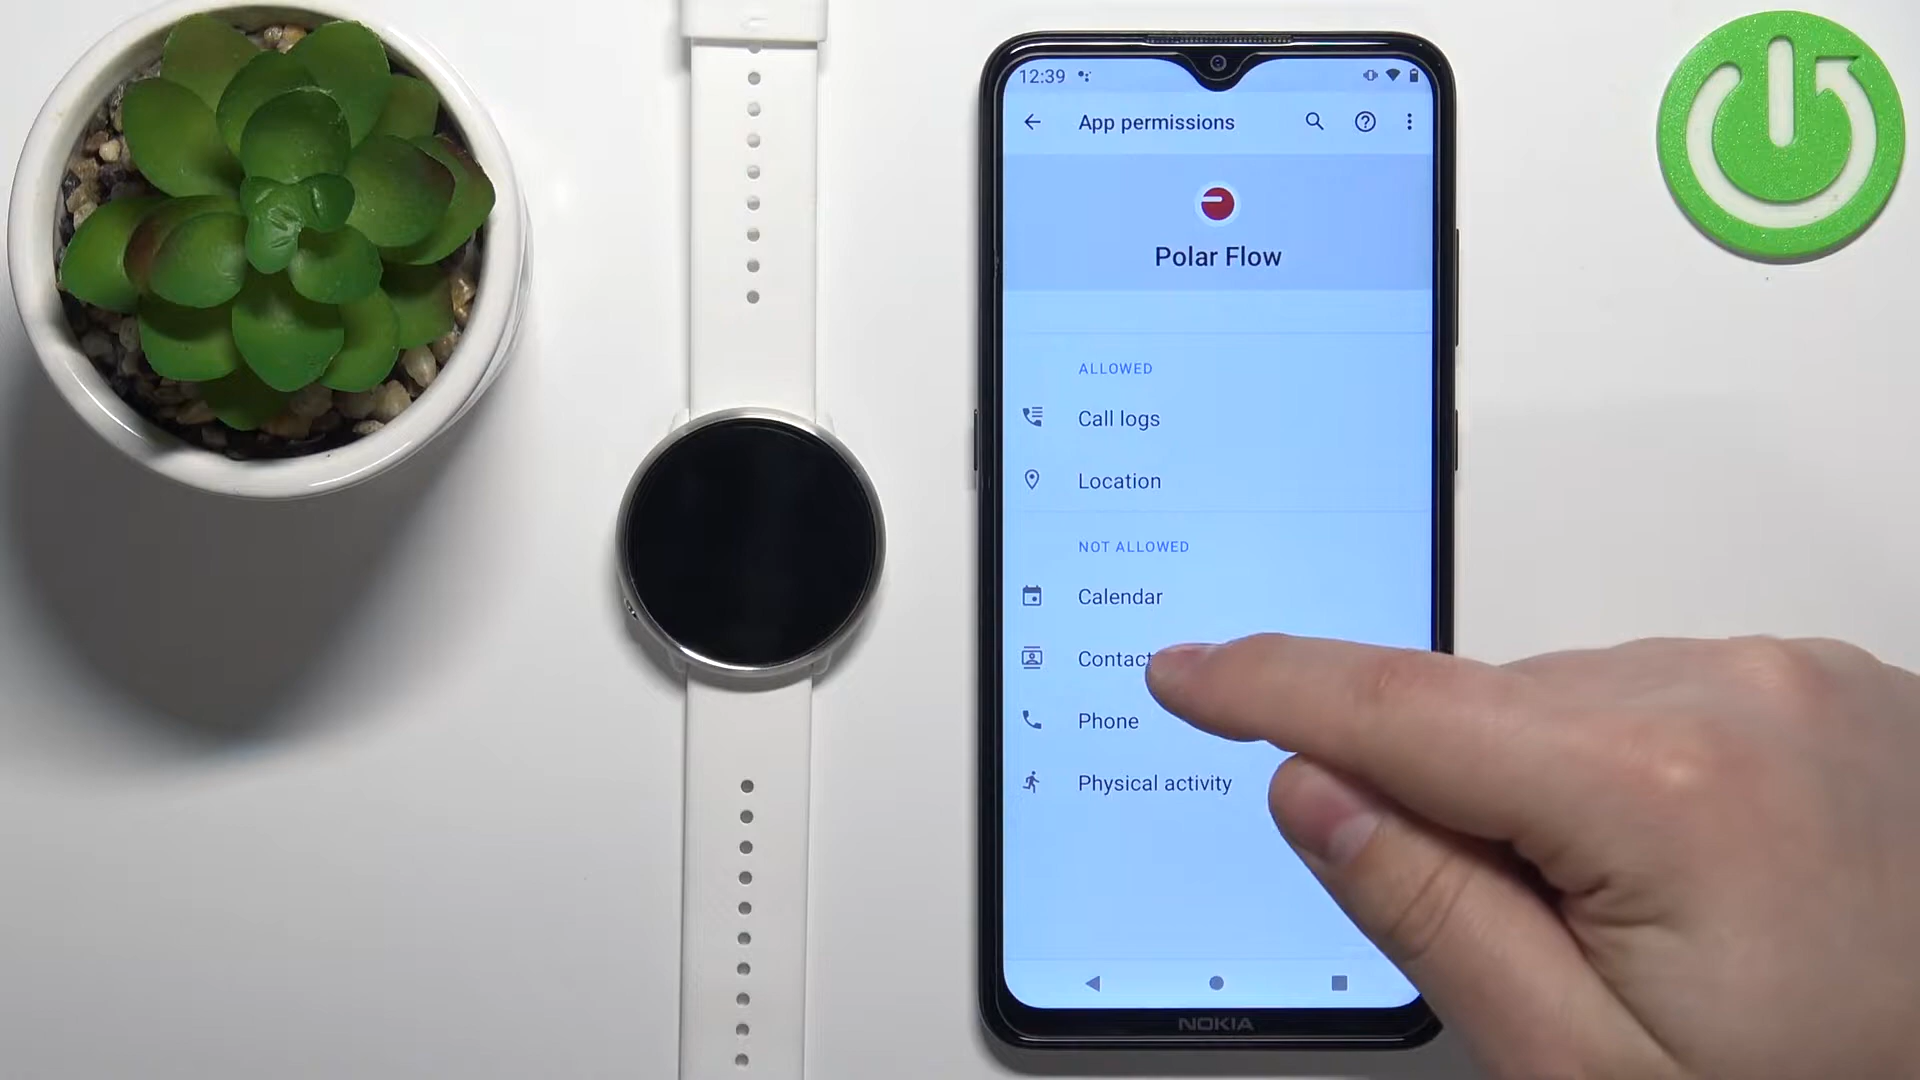 12:39
App permissions
Polar Flow
ALLOWED
Call logs
Location
NOT ALLOWED
Calendar
Contact
Phone
Physical activity
NOKIA